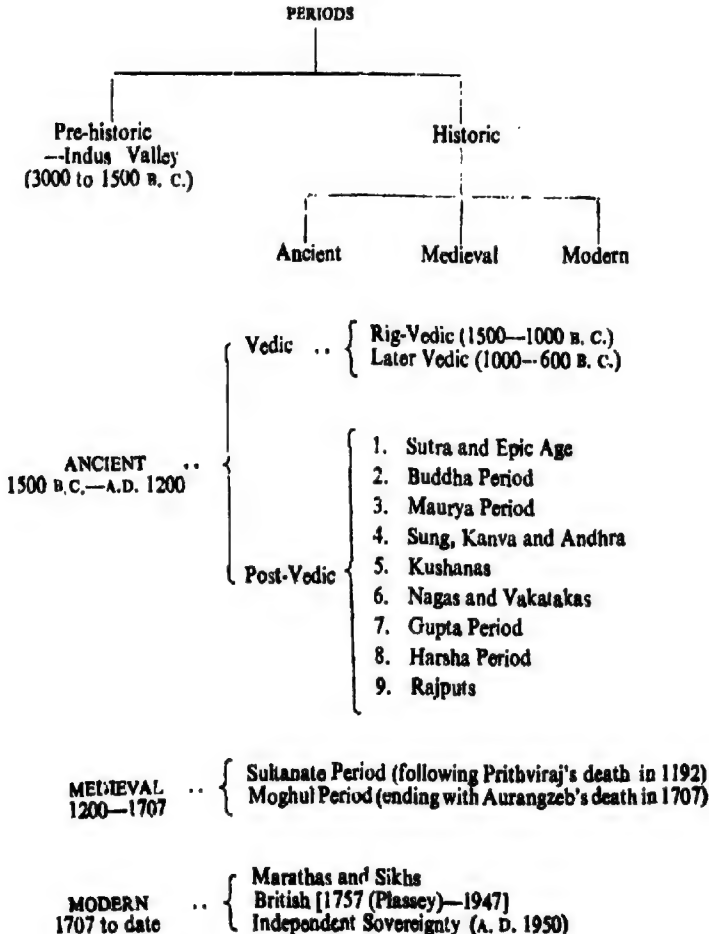 PERIODS
Pre-historic
—Indus Valley
(3000 to 1500 B. C.)
Historic
Ancient Medieval Modern
Vedic .. { Rig-Vedic (1500—1000 B. C.)
Later Vedic (1000—600 B. C.)
ANCIENT ..
1500 B.C.—A.D. 1200
Post-Vedic
1. Sutra and Epic Age
2. Buddha Period
3. Maurya Period
4. Sung, Kanva and Andhra
5. Kushanas
6. Nagas and Vakatakas
7. Gupta Period
8. Harsha Period
9. Rajputs
MEDIEVAL ..
1200—1707
Sultanate Period (following Prithviraj's death in 1192)
Moghul Period (ending with Aurangzeb's death in 1707)
MODERN ..
1707 to date
Marathas and Sikhs
British [1757 (Plassey)—1947]
Independent Sovereignty (A. D. 1950)